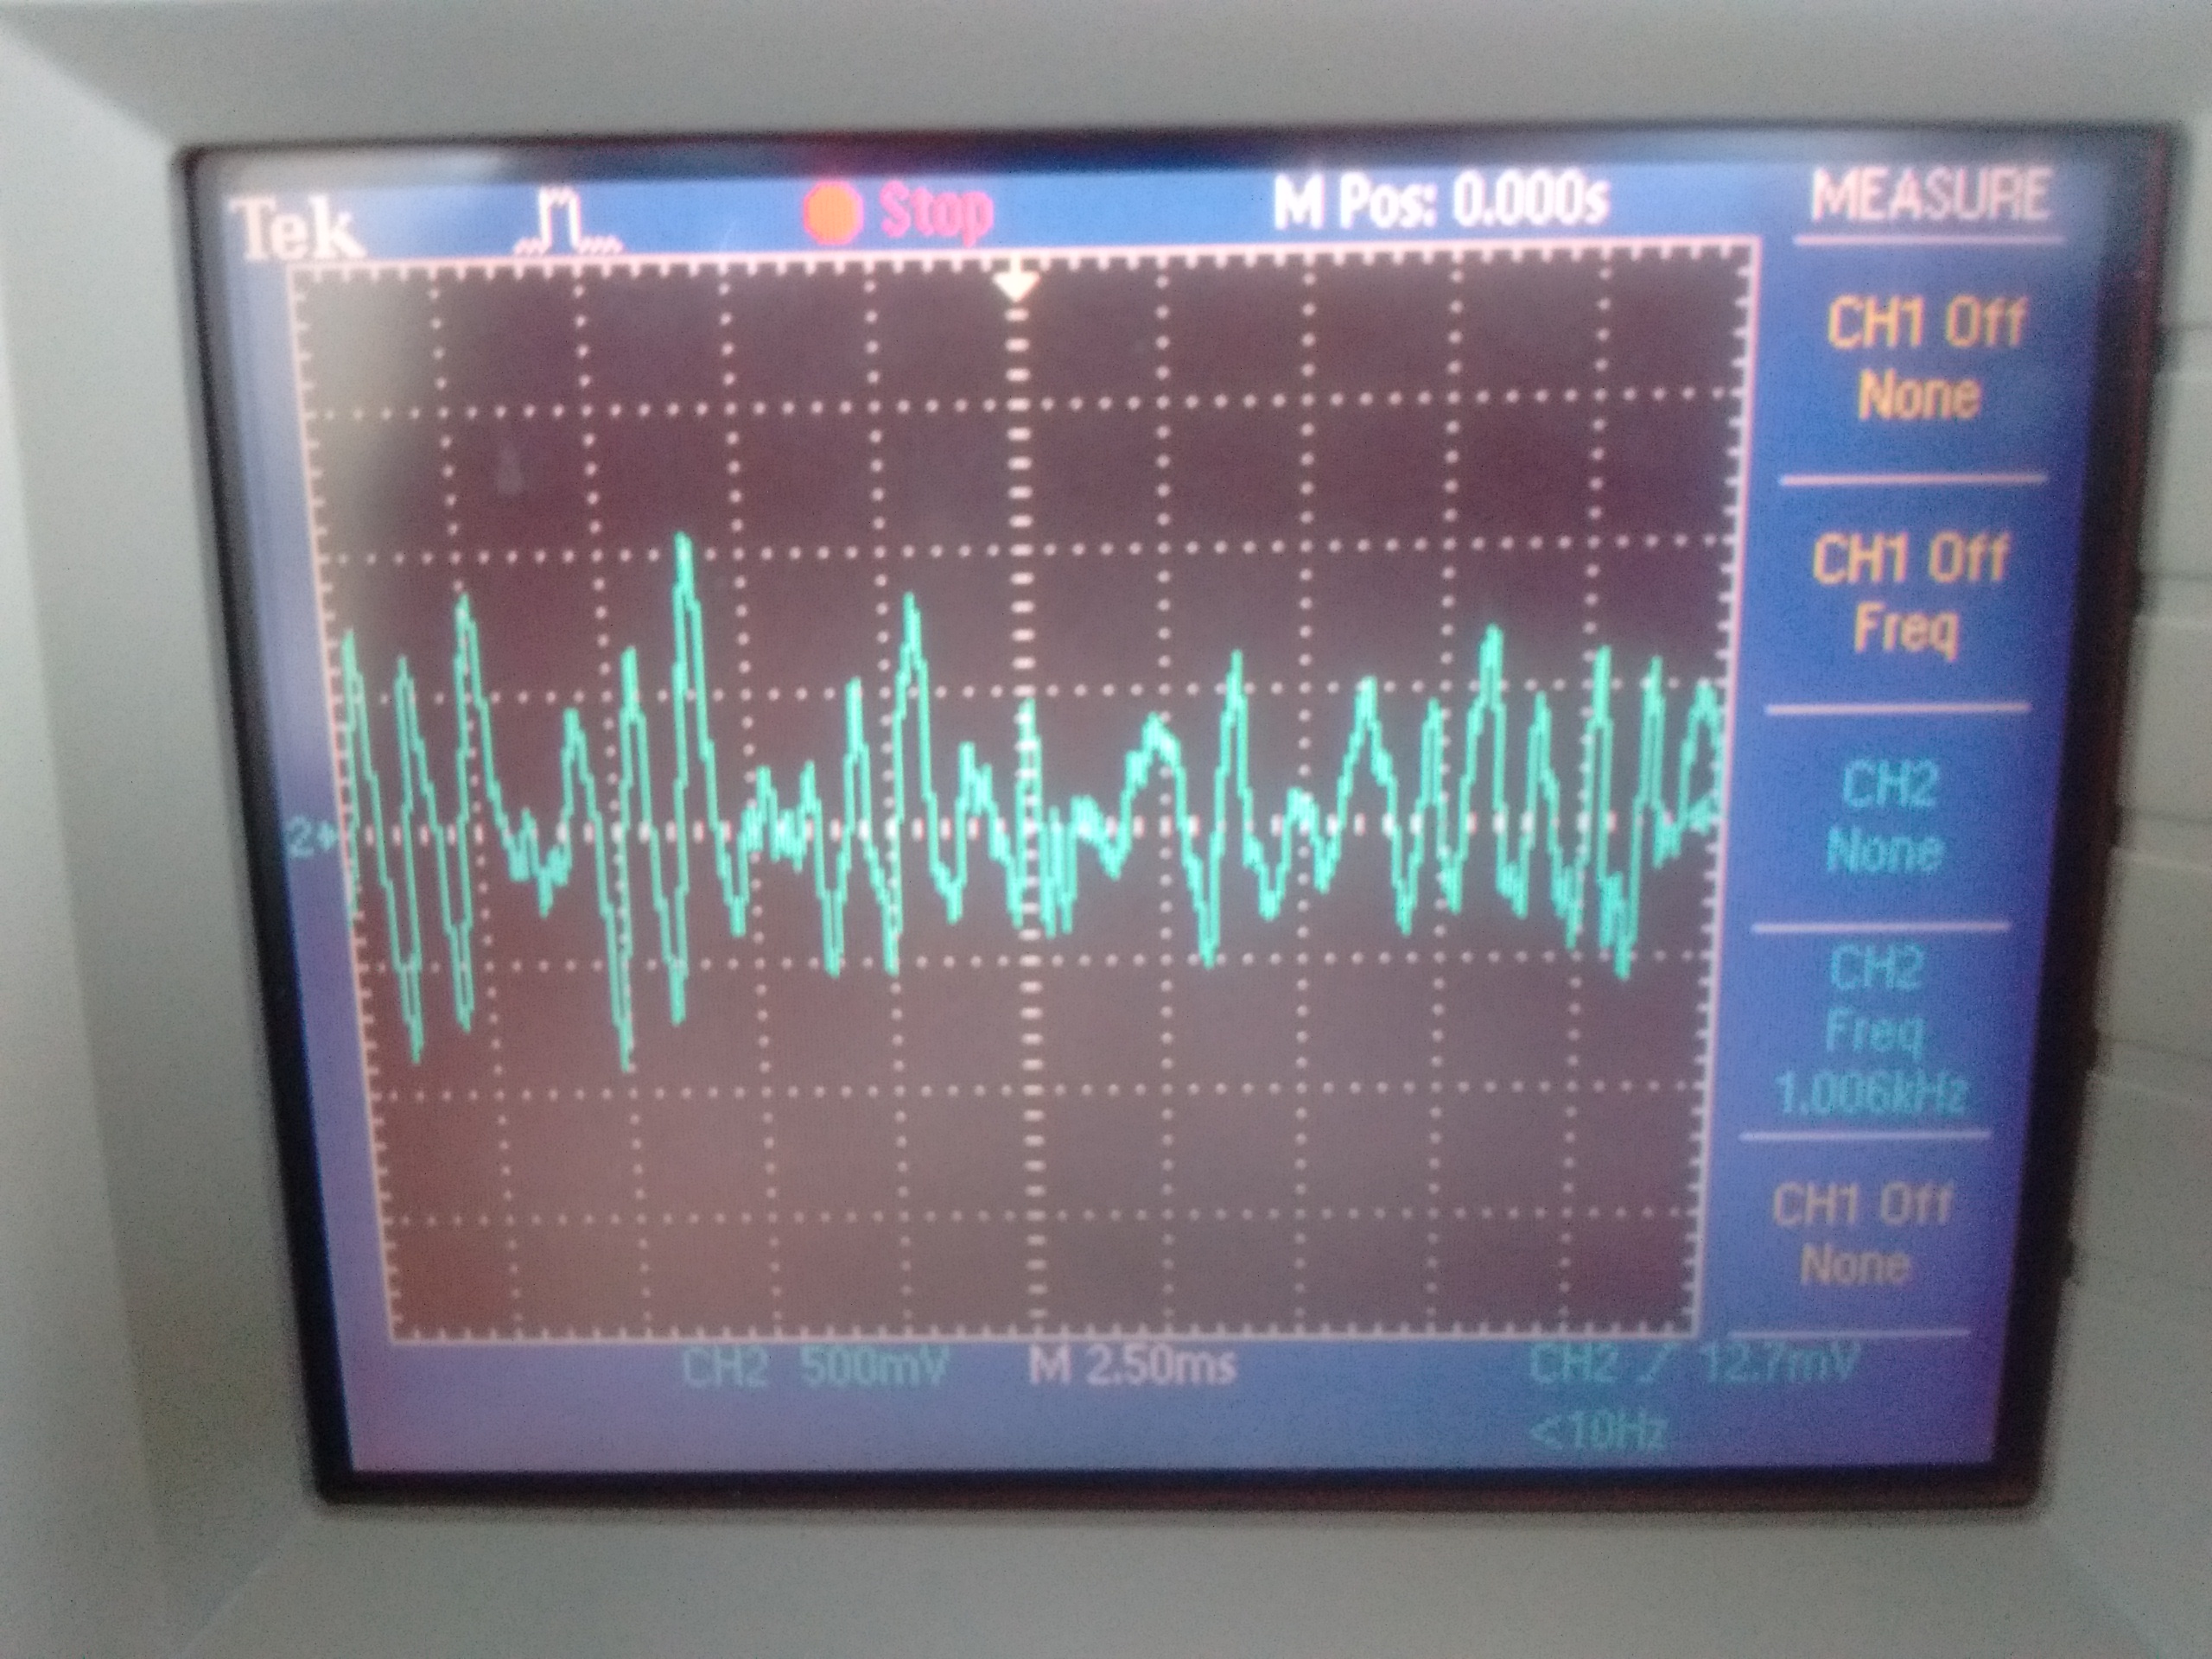 Tek
Stop
M Pos: 0.000s
MEASURE
CH1 Off
None
CH1 Off
Freq
CH2
None
CH2
Freq
1.006kHz
CH1 Off
None
2+
CH2 500mV
M 2.50ms
CH2 / 12.7mV
<10Hz